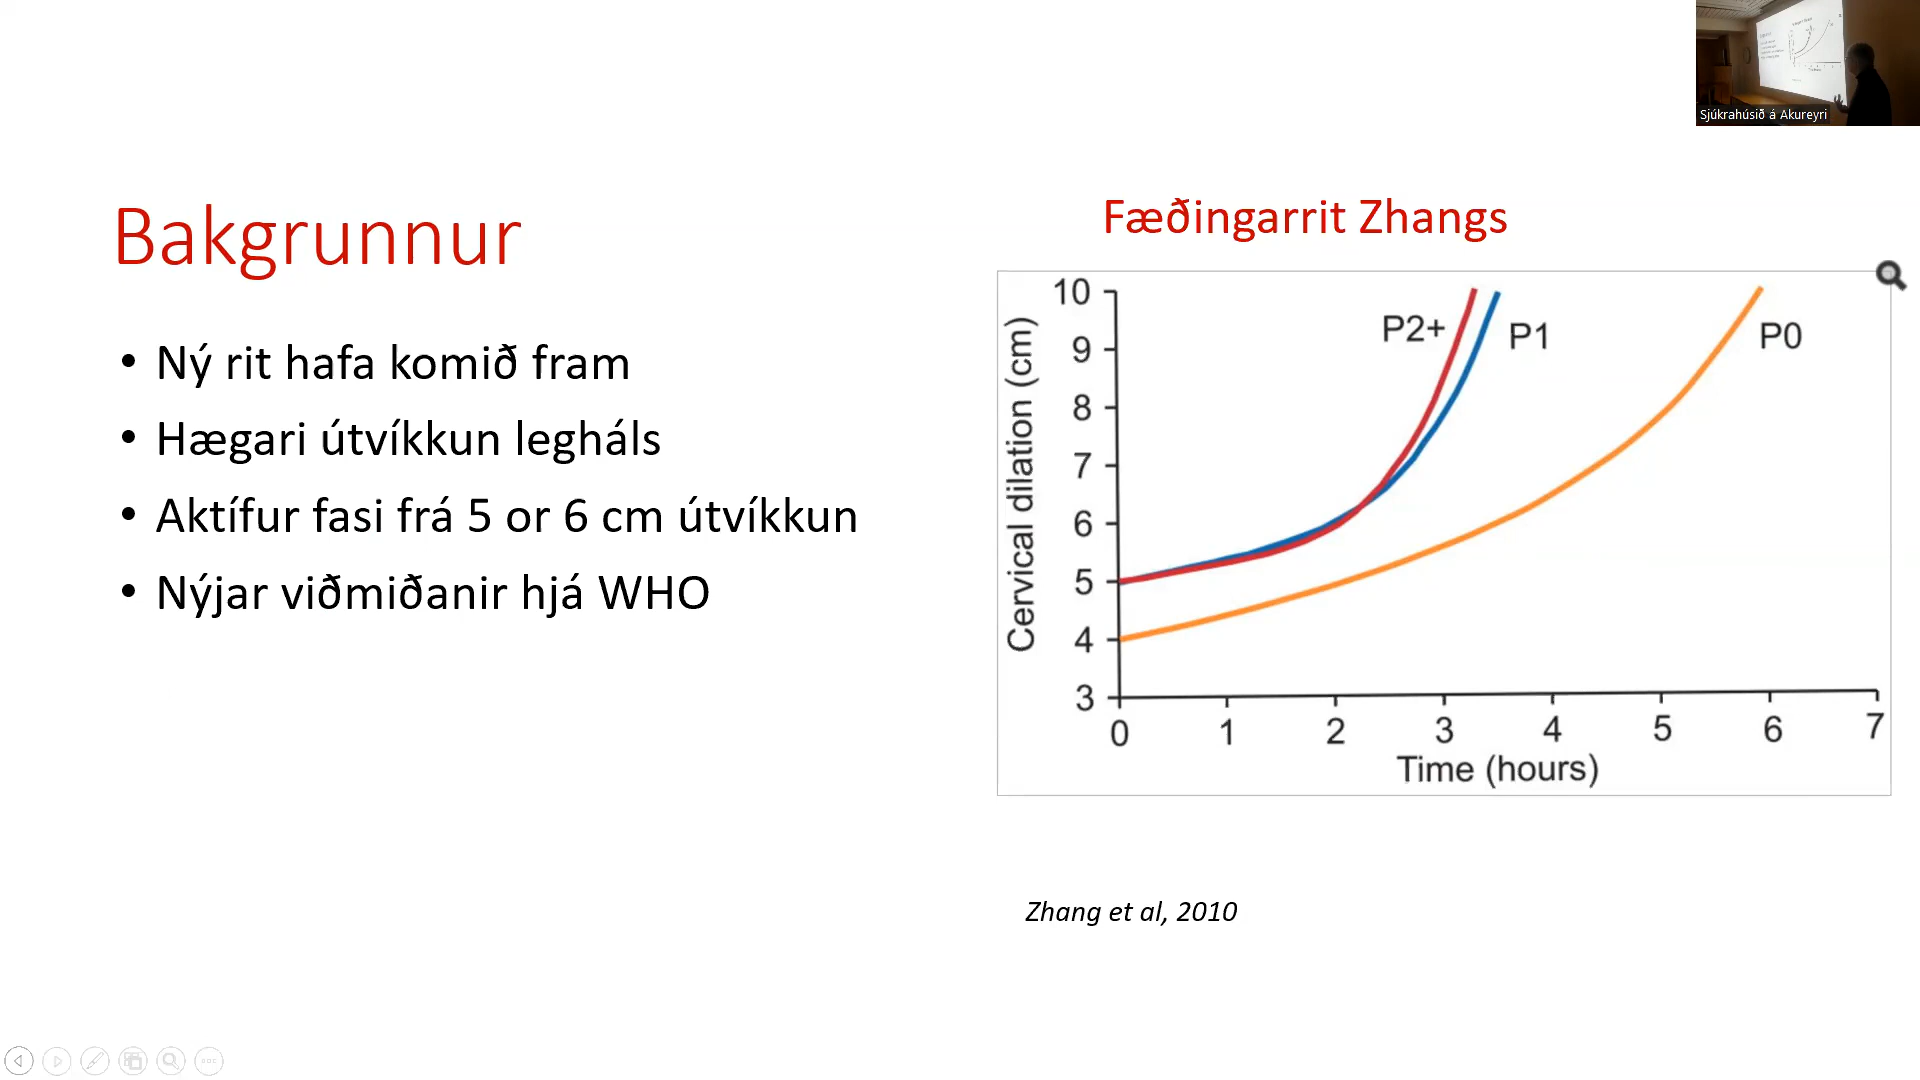 Sjúkrahúsið á Akureyri
Bakgrunnur
• Ný rit hafa komið fram
• Hægari útvíkkun legháls
• Aktífur fasi frá 5 or 6 cm útvíkkun
• Nýjar viðmiðanir hjá WHO
Fæðingarrit Zhangs
Cervical dilation (cm)
10
9
8
7
6
5
4
3
P2+
P1
P0
0 1 2 3 4 5 6 7
Time (hours)
Zhang et al, 2010